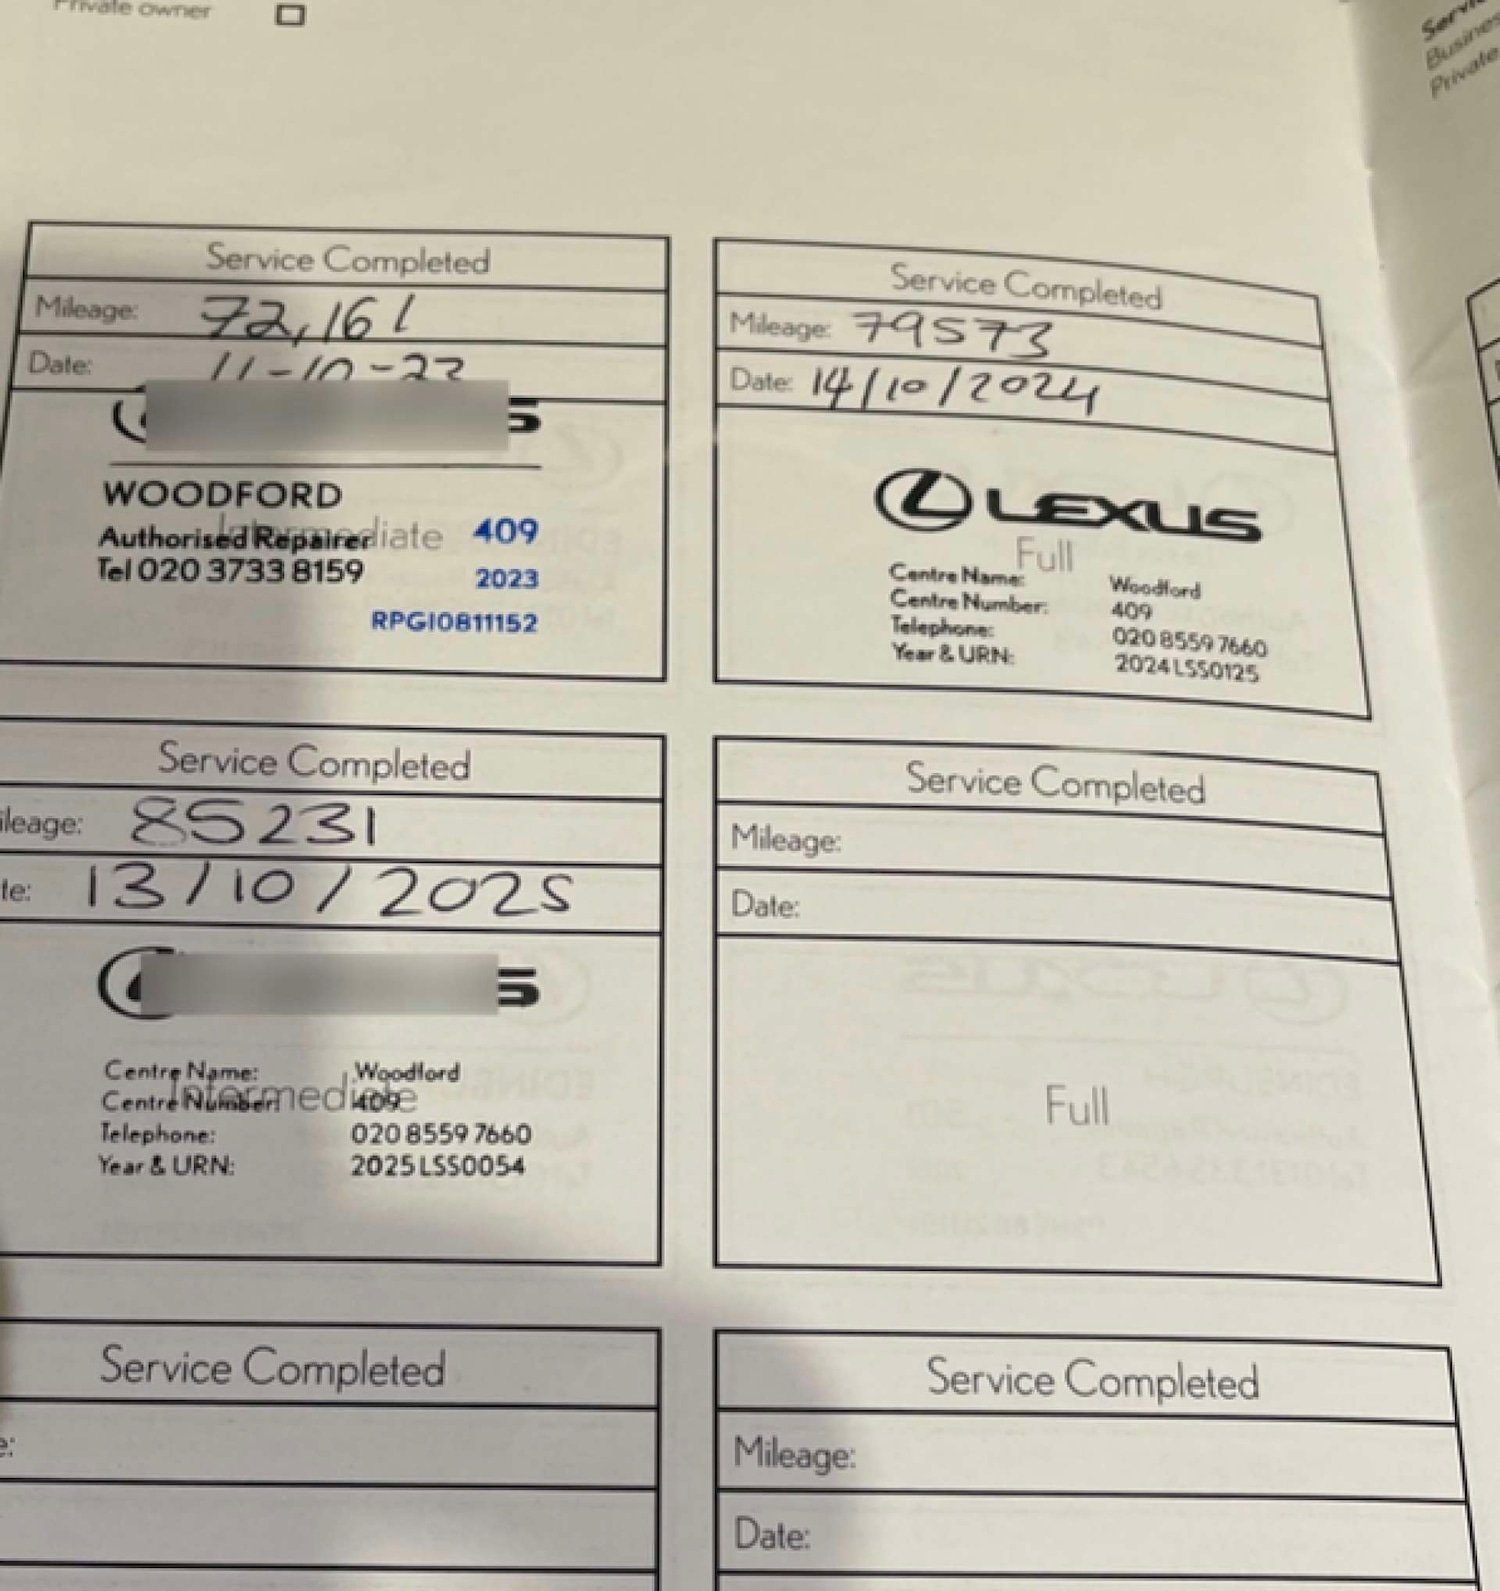 Private owner
Service Completed
Mileage: 72,161
Date: 11-10-23
WOODFORD
Intermediate
Authorised Repairer 409
Tel 020 3733 8159 2023
RPGI0811152
Service Completed
Mileage: 79573
Date: 14/10/2024
LEXUS
Full
Centre Name: Woodford
Centre Number: 409
Telephone: 020 8559 7660
Year & URN: 2024LSS0125
Service Completed
ileage: 85231
te: 13/10/2025
Centre Name: Woodford
Intermediate
Centre Number: 409
Telephone: 020 8559 7660
Year & URN: 2025LSS0054
Service Completed
Mileage:
Date:
Full
Service Completed
e:
Service Completed
Mileage:
Date:
Busines
Private